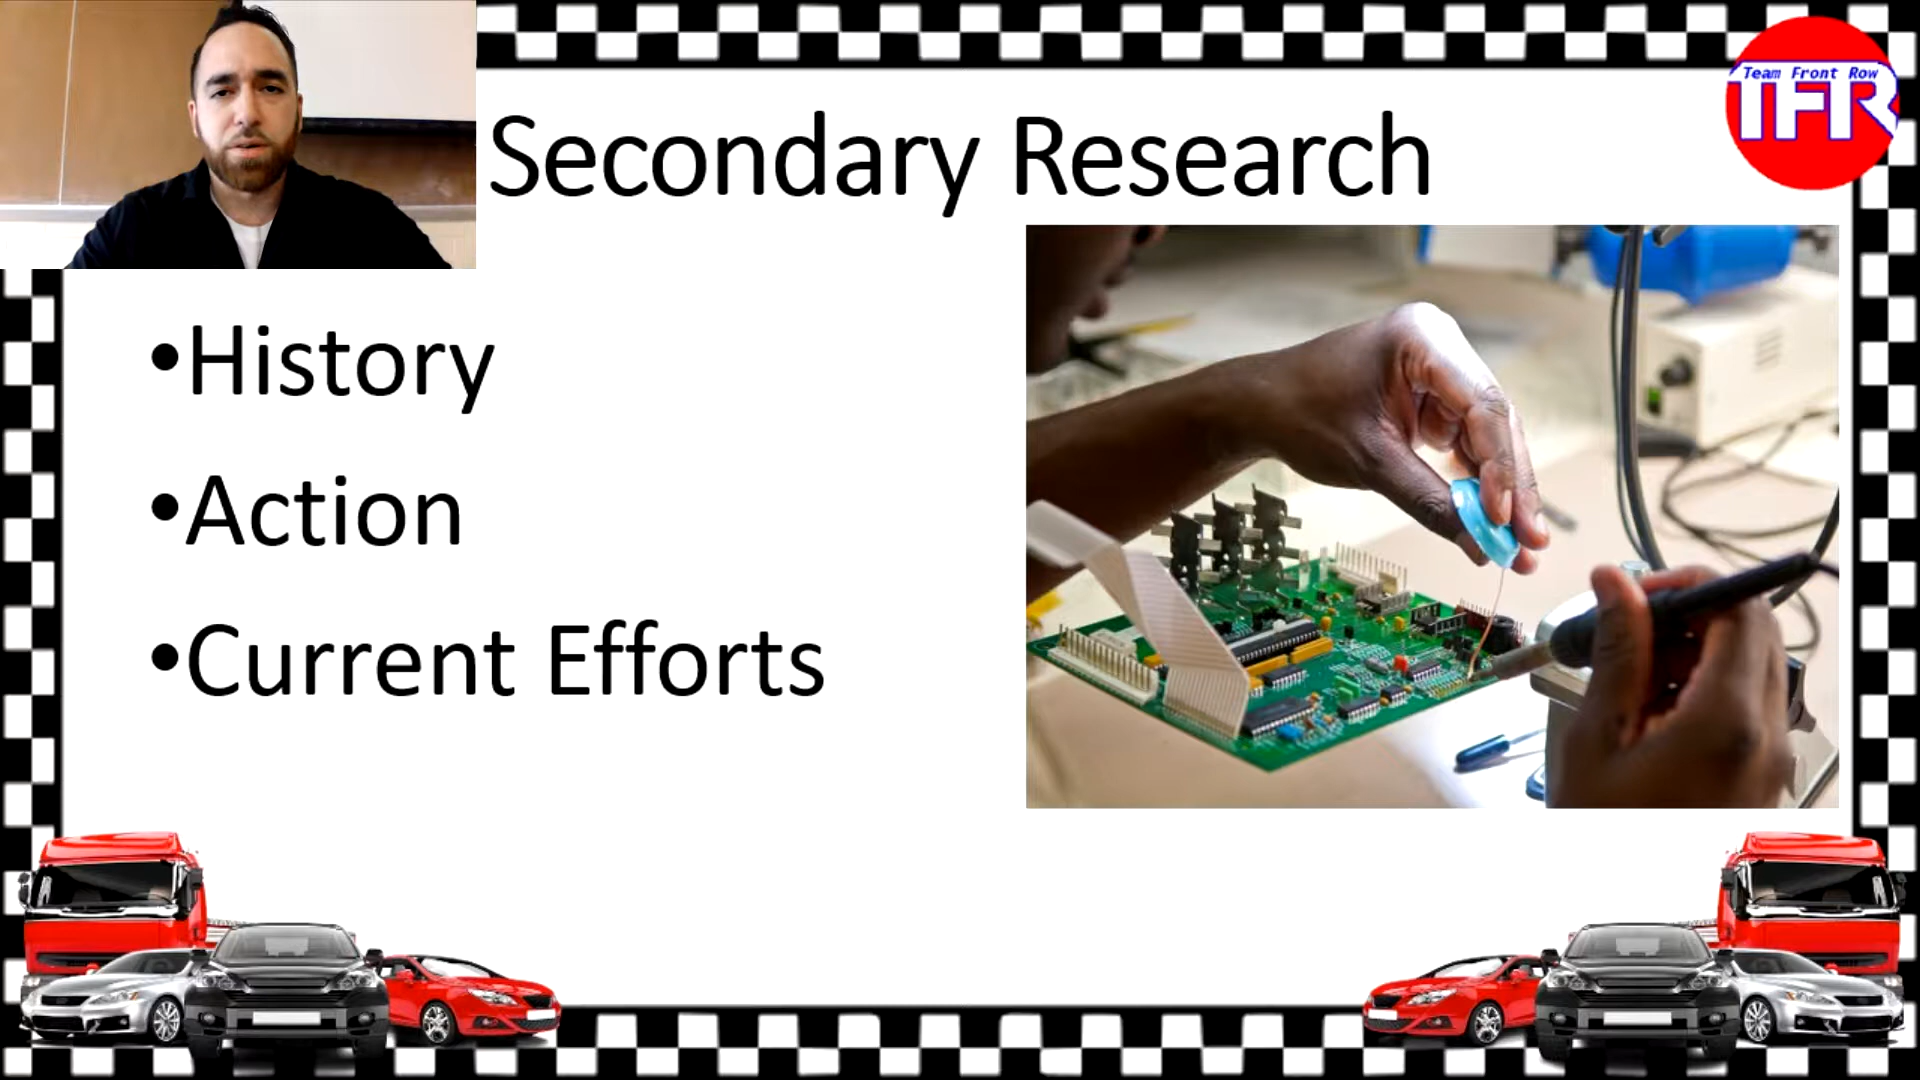 Team Front Row
TFR
Secondary Research
•History
•Action
•Current Efforts